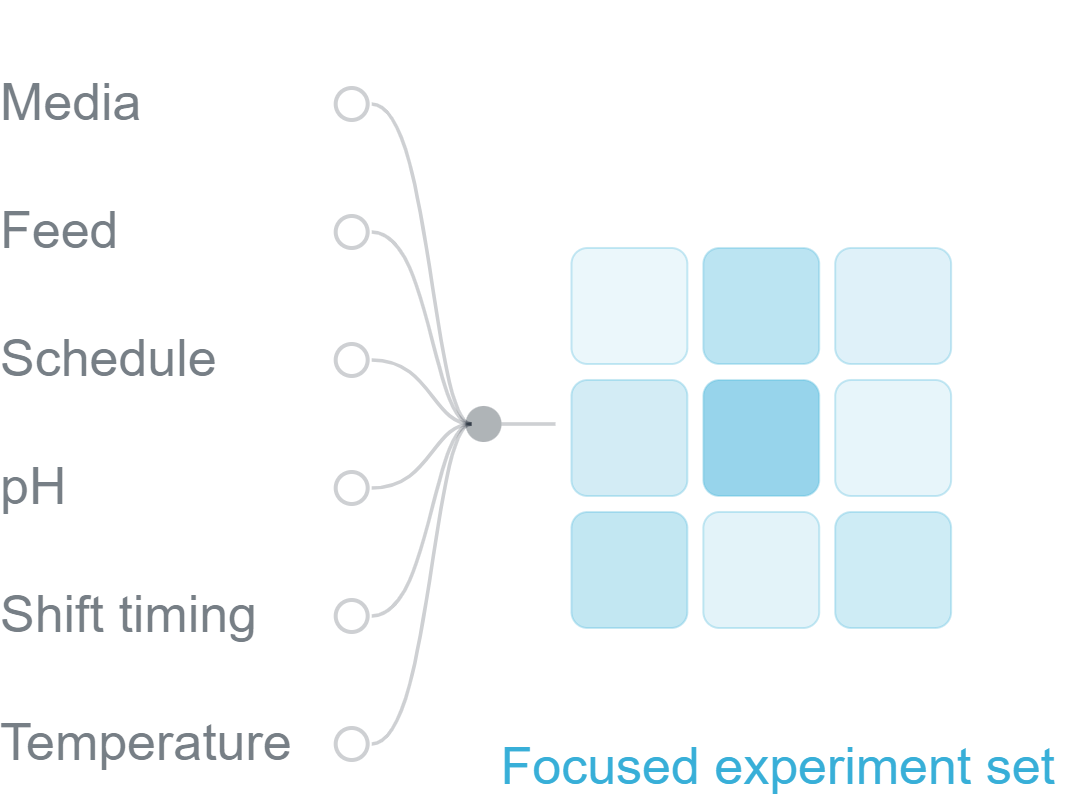 Media
Feed
Schedule
pH
Shift timing
Temperature
Focused experiment set